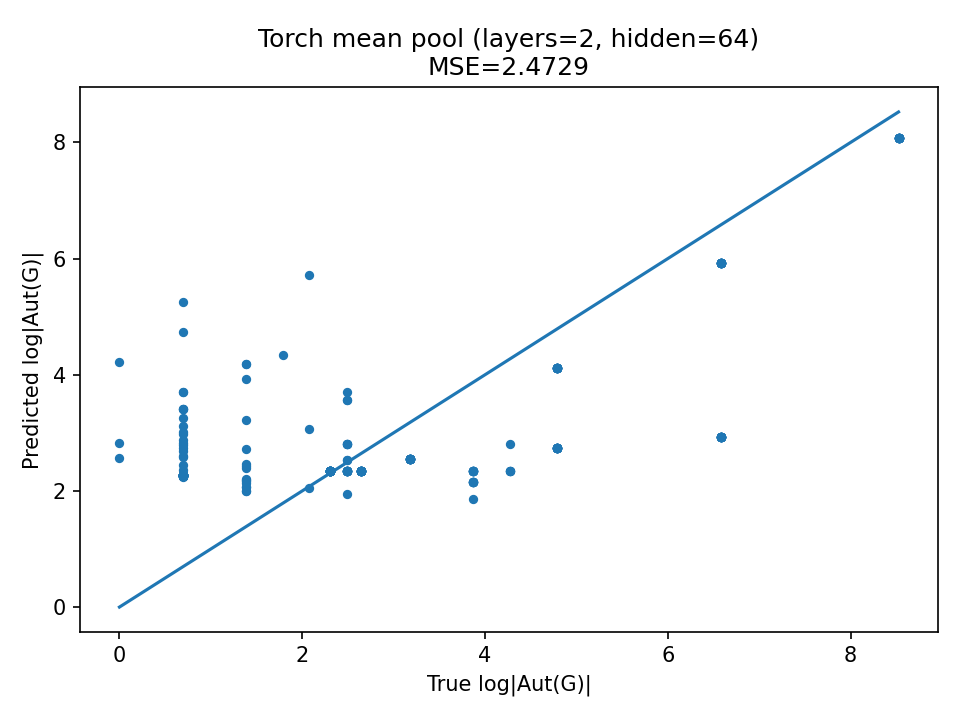 Torch mean pool (layers=2, hidden=64)
MSE=2.4729
Predicted log|Aut(G)|
8
6
4
2
0
0 2 4 6 8
True log|Aut(G)|